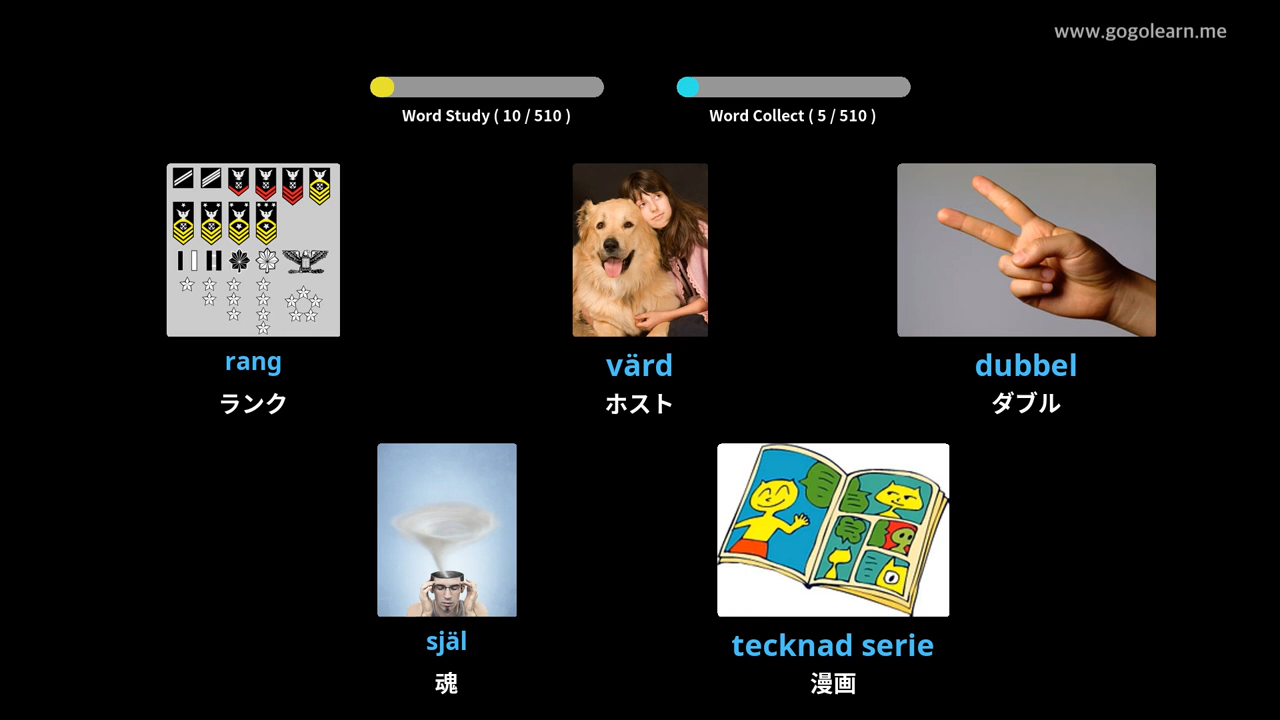 www.gogolearn.me
Word Study ( 10 / 510 )
Word Collect ( 5 / 510 )
rang
ランク
värd
ホスト
dubbel
ダブル
själ
魂
tecknad serie
漫画